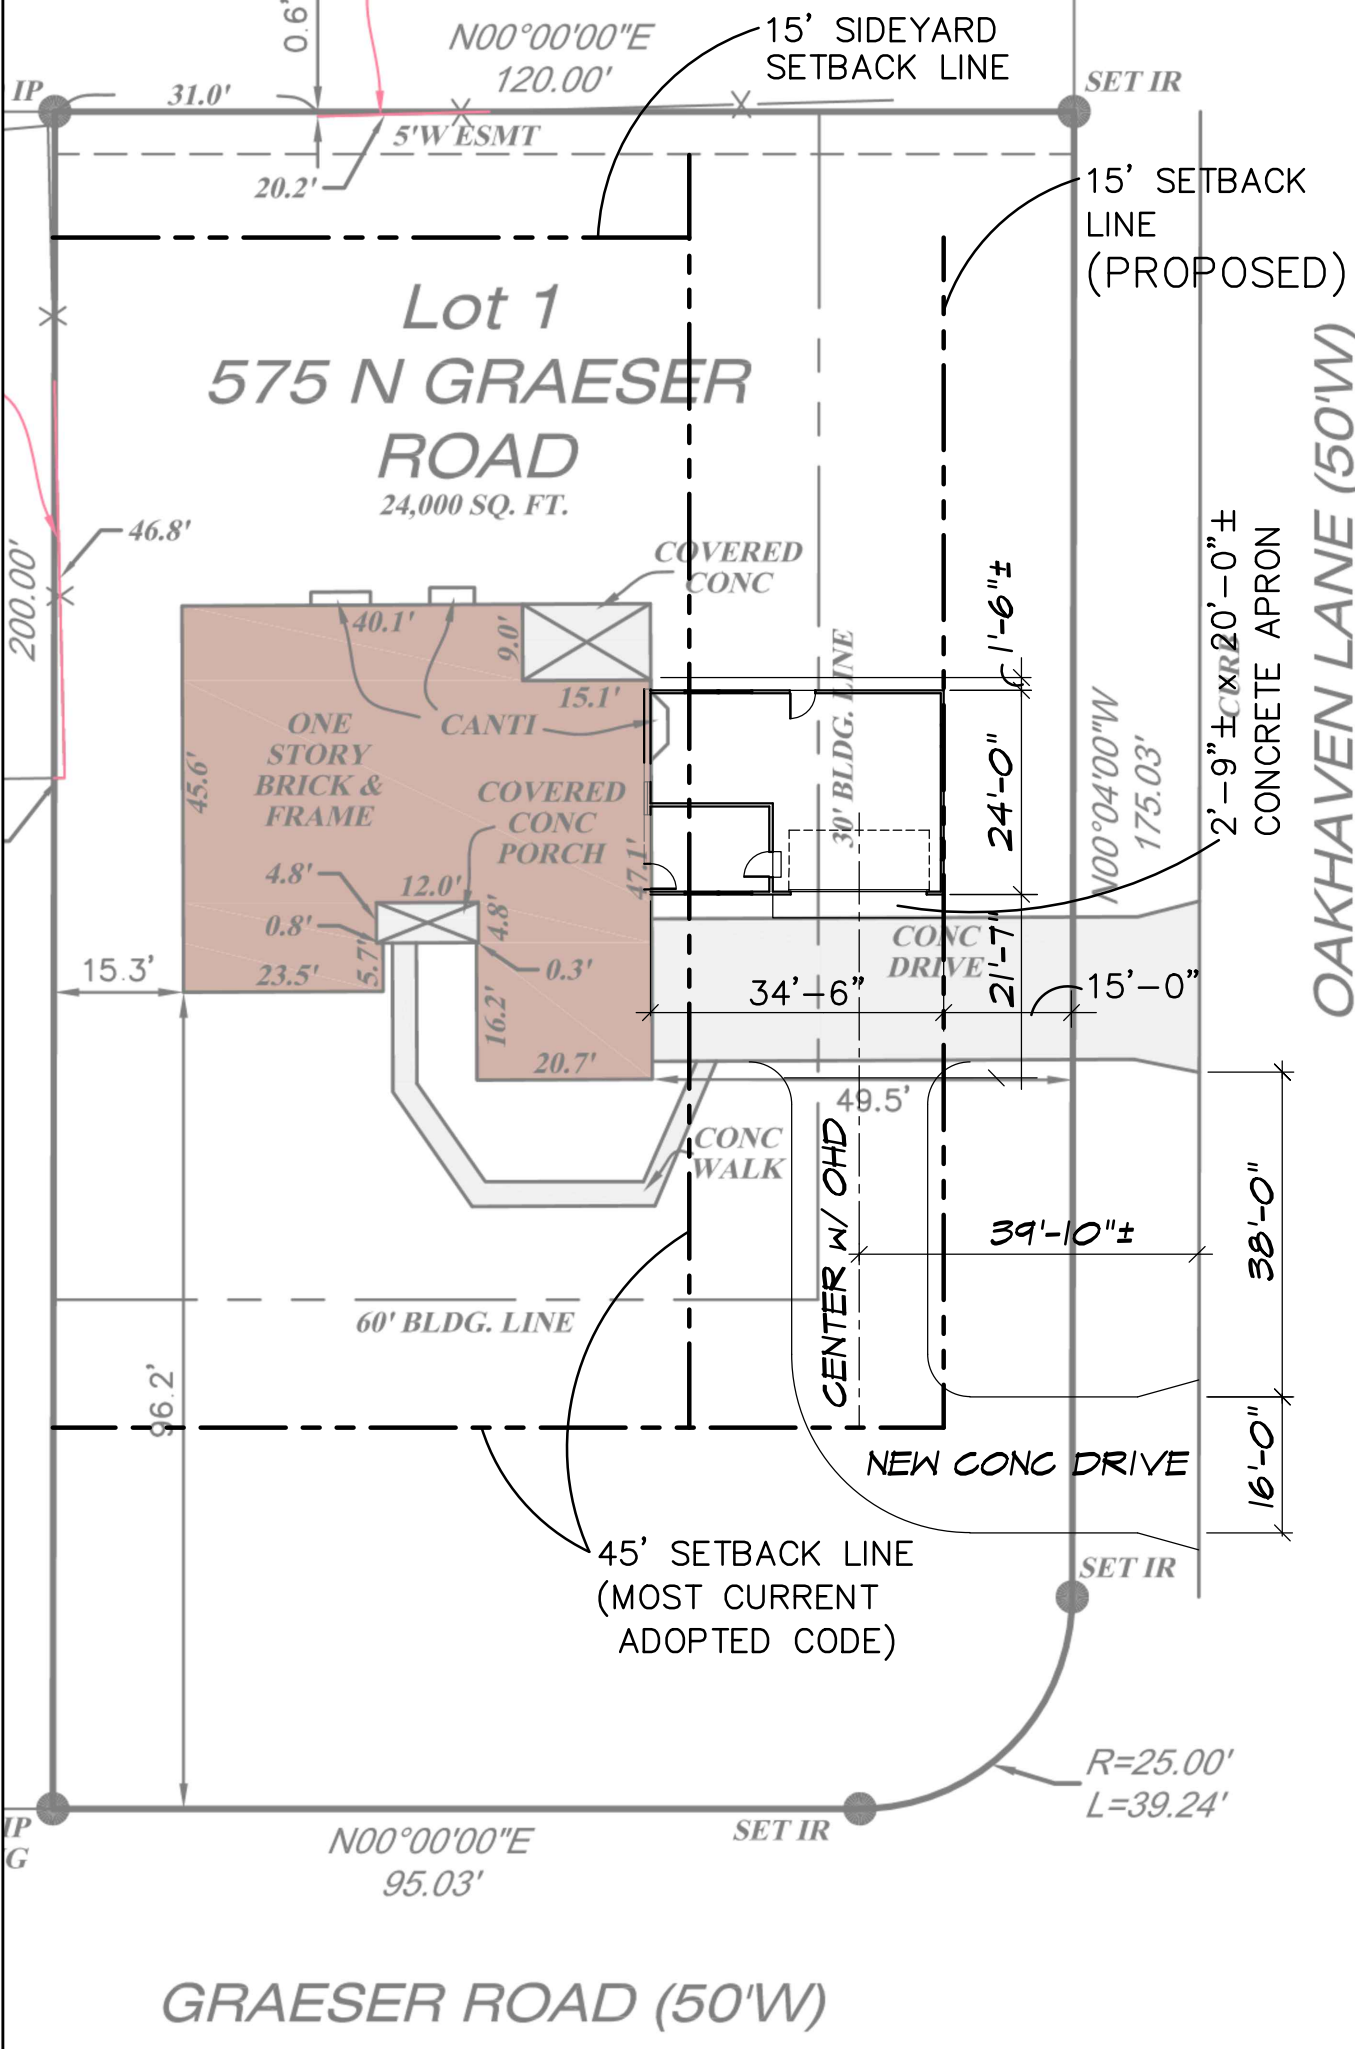 0.6'
N00°00'00"E
120.00'
15’ SIDEYARD
SETBACK LINE
IP
31.0'
SET IR
5'W ESMT
20.2'
15’ SETBACK
LINE
(PROPOSED)
Lot 1
575 N GRAESER
ROAD
24,000 SQ. FT.
46.8'
200.00'
COVERED
CONC
40.1'
9.0'
15.1'
1'-6"±
2’-9"± x 20’-0"±
CONCRETE APRON
CURB
OAKHAVEN LANE (50'W)
ONE
STORY
BRICK &
FRAME
CANTI
45.6'
COVERED
CONC
PORCH
30' BLDG. LINE
24'-0"
N00°04'00"W
175.03'
47.1'
4.8'
12.0'
0.8'
4.8'
5.7'
23.5'
0.3'
15.3’
16.2'
20.7'
CONC
DRIVE
21'-7"
34’-6”
15’-0”
49.5’
CONC
WALK
CENTER W/ OHD
39'-10"±
38'-0"
60' BLDG. LINE
96.2’
NEW CONC DRIVE
16'-0"
45’ SETBACK LINE
(MOST CURRENT
ADOPTED CODE)
SET IR
R=25.00'
L=39.24'
IP
G
SET IR
N00°00'00"E
95.03'
GRAESER ROAD (50'W)